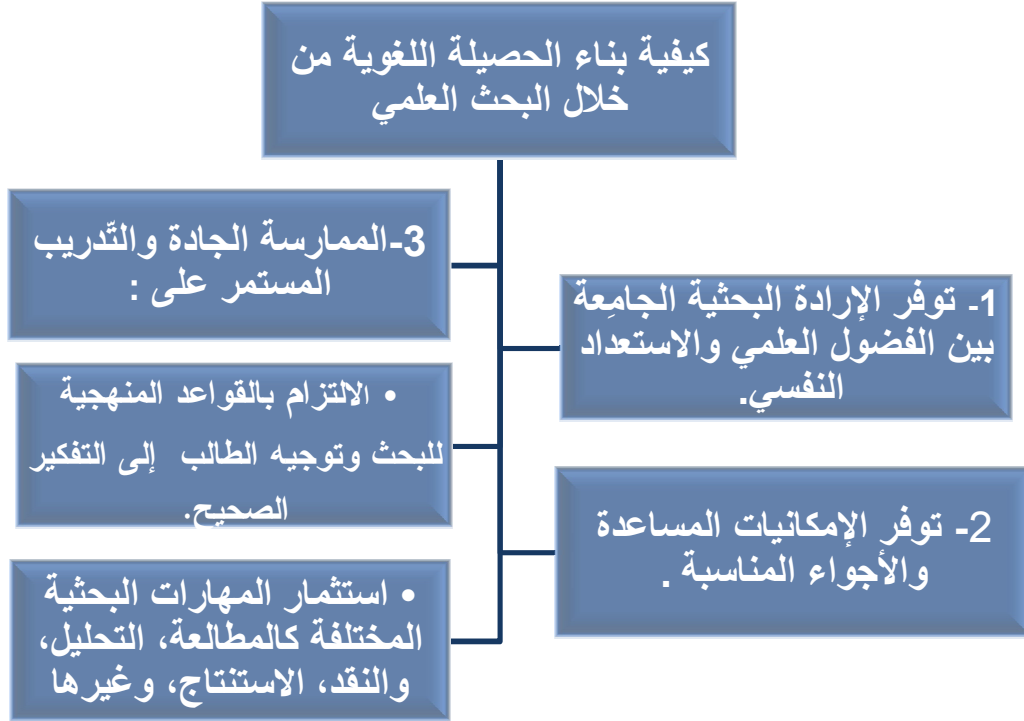 كيفية بناء الحصيلة اللغوية من
خلال البحث العلمي
1- توفر الإرادة البحثية الجامِعة
بين الفضول العلمي والاستعداد
النفسي.
2- توفر الإمكانيات المساعدة
والأجواء المناسبة .
3-الممارسة الجادة والتّدريب
المستمر على :
• الالتزام بالقواعد المنهجية
للبحث وتوجيه الطالب إلى التفكير
الصحيح.
• استثمار المهارات البحثية
المختلفة كالمطالعة، التحليل،
والنقد، الاستنتاج، وغيرها